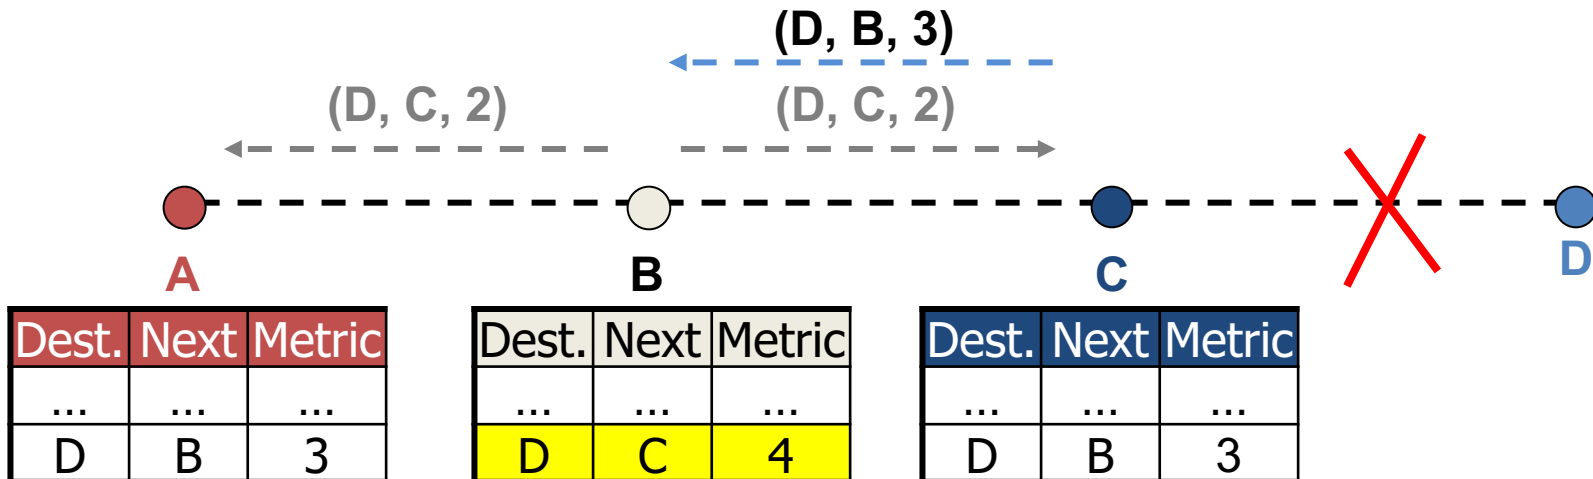 (D, B, 3)
(D, C, 2) (D, C, 2)
A B C D
Dest. Next Metric Dest. Next Metric Dest. Next Metric
... ... ... ... ... ... ... ... ...
D B 3 D C 4 D B 3